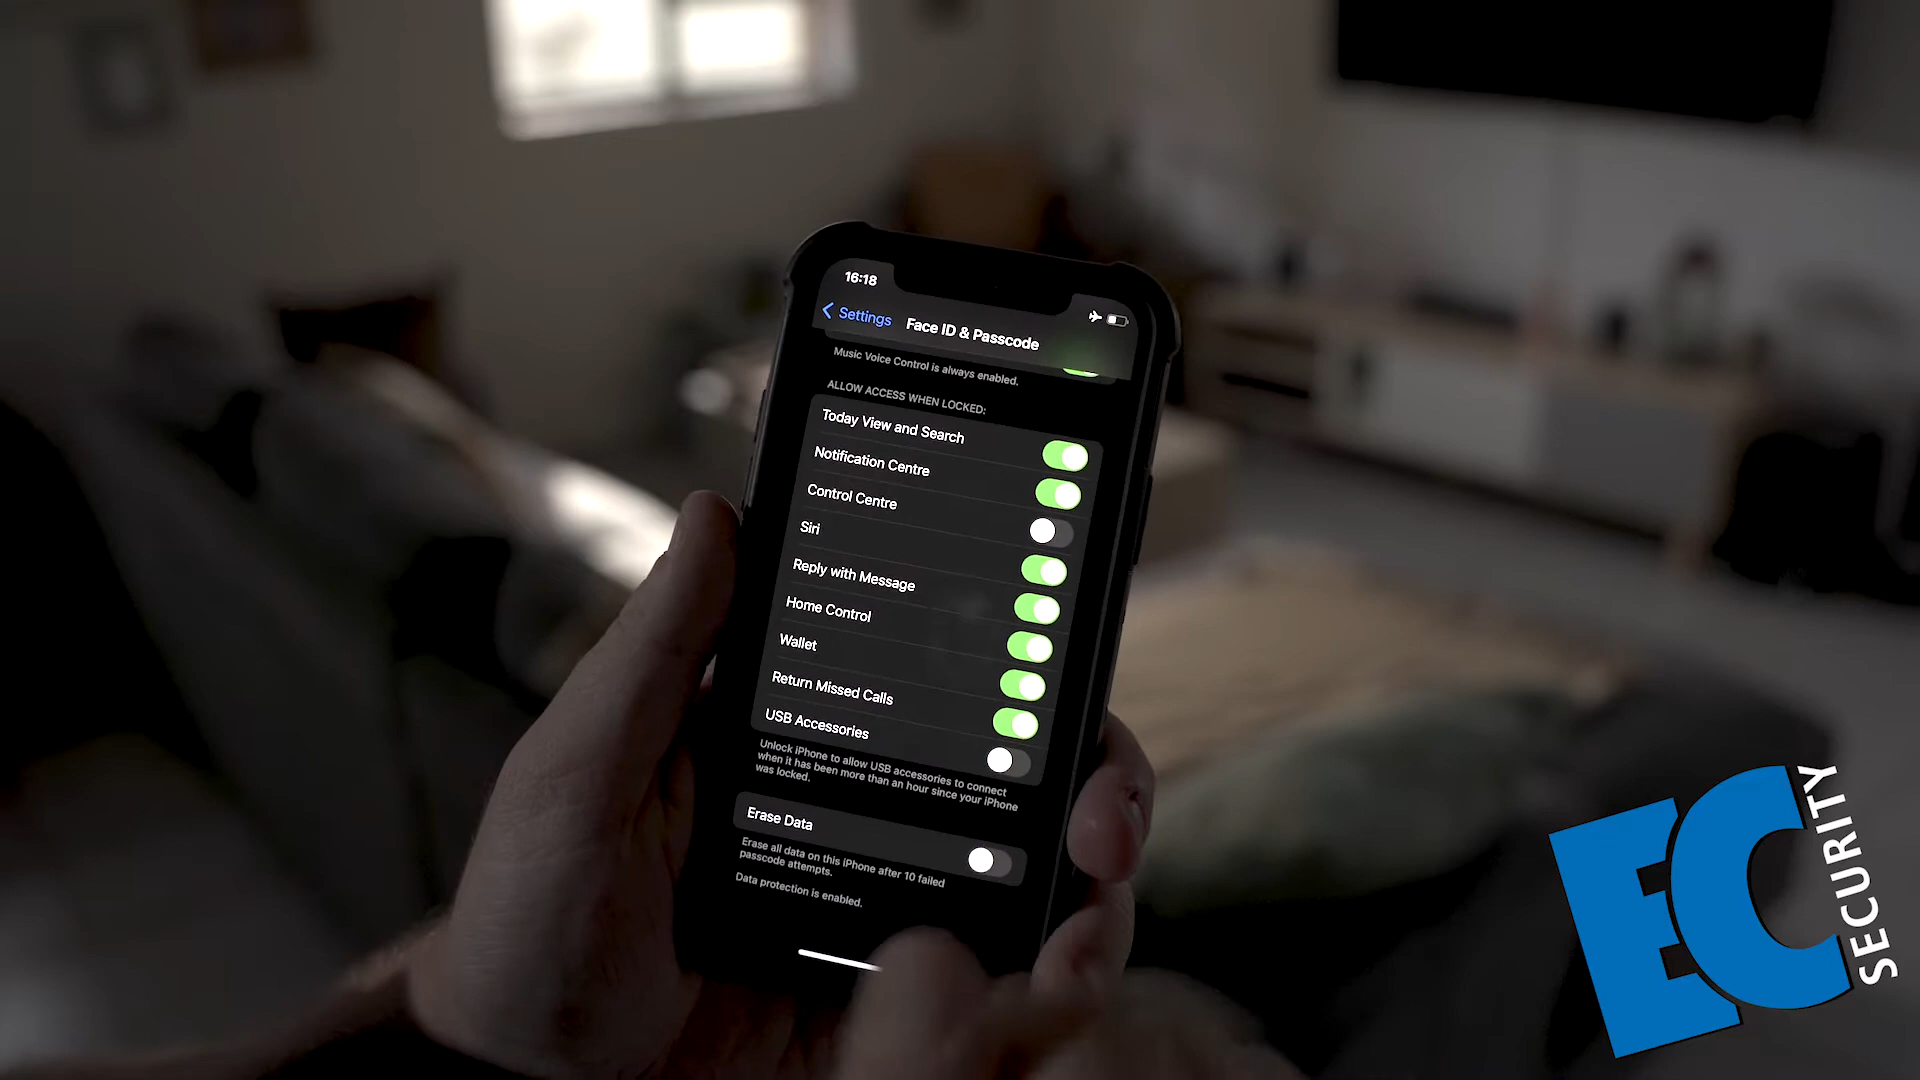 16:18
Settings
Face ID & Passcode
Music Voice Control is always enabled.
ALLOW ACCESS WHEN LOCKED:
Today View and Search
Notification Centre
Control Centre
Siri
Reply with Message
Home Control
Wallet
Return Missed Calls
USB Accessories
Unlock iPhone to allow USB accessories to connect
when it has been more than an hour since your iPhone
was locked.
Erase Data
Erase all data on this iPhone after 10 failed
passcode attempts.
Data protection is enabled.
EC
SECURITY